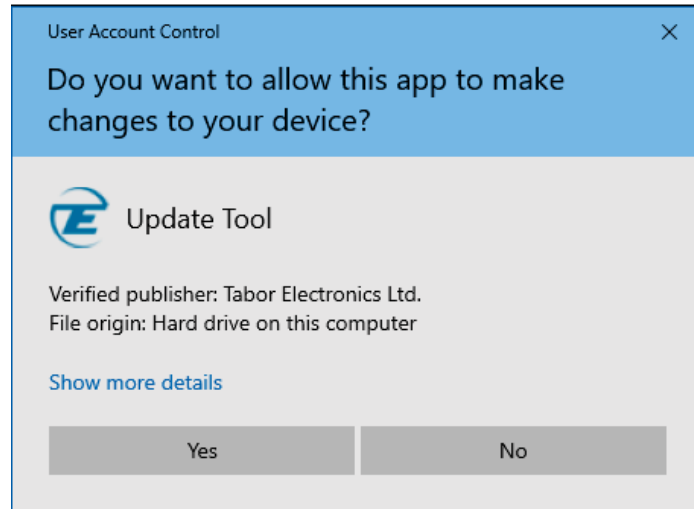 User Account Control
Do you want to allow this app to make
changes to your device?
Update Tool
Verified publisher: Tabor Electronics Ltd.
File origin: Hard drive on this computer
Show more details
Yes
No